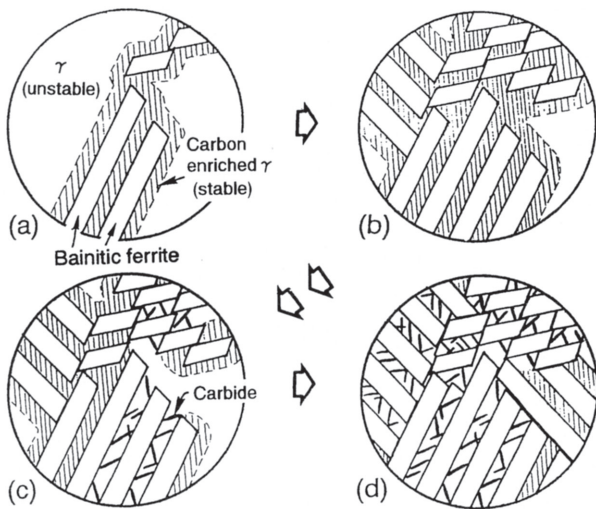 γ
(unstable)
Carbon
enriched γ
(stable)
(a)
Bainitic ferrite
(b)
Carbide
(c)
(d)